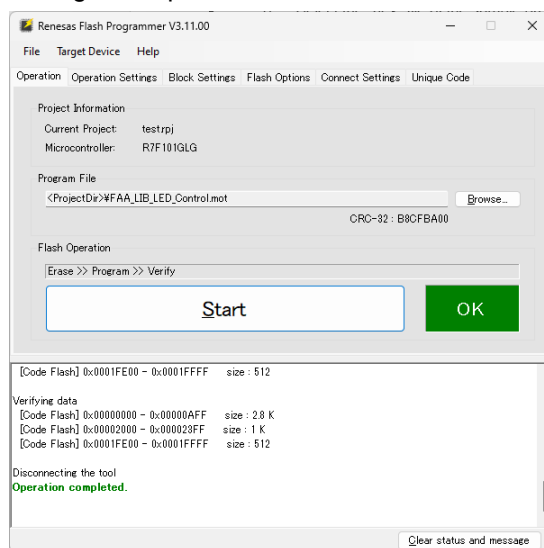 Renesas Flash Programmer V3.11.00
File Target Device Help
Operation Operation Settings Block Settings Flash Options Connect Settings Unique Code
Project Information
Current Project: test.rpj
Microcontroller: R7F101GLG
Program File
<ProjectDir>¥FAA_LIB_LED_Control.mot
Browse...
CRC-32 : B8CFBA00
Flash Operation
Erase >> Program >> Verify
Start
OK
[Code Flash] 0x0001FE00 - 0x0001FFFF size : 512
Verifying data
[Code Flash] 0x00000000 - 0x00000AFF size : 2.8 K
[Code Flash] 0x00002000 - 0x000023FF size : 1 K
[Code Flash] 0x0001FE00 - 0x0001FFFF size : 512
Disconnecting the tool
Operation completed.
Clear status and message